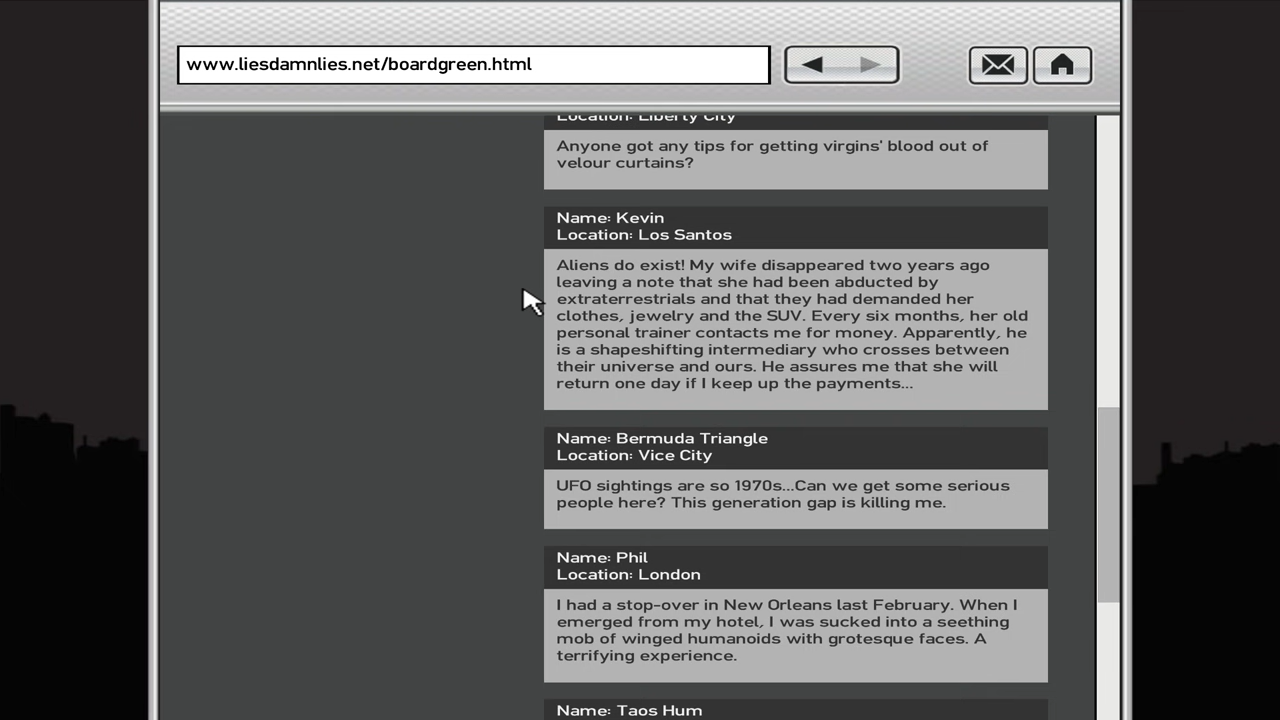 www.liesdamnlies.net/boardgreen.html
Location: Liberty City
Anyone got any tips for getting virgins' blood out of
velour curtains?
Name: Kevin
Location: Los Santos
Aliens do exist! My wife disappeared two years ago
leaving a note that she had been abducted by
extraterrestrials and that they had demanded her
clothes, jewelry and the SUV. Every six months, her old
personal trainer contacts me for money. Apparently, he
is a shapeshifting intermediary who crosses between
their universe and ours. He assures me that she will
return one day if I keep up the payments...
Name: Bermuda Triangle
Location: Vice City
UFO sightings are so 1970s...Can we get some serious
people here? This generation gap is killing me.
Name: Phil
Location: London
I had a stop-over in New Orleans last February. When I
emerged from my hotel, I was sucked into a seething
mob of winged humanoids with grotesque faces. A
terrifying experience.
Name: Taos Hum